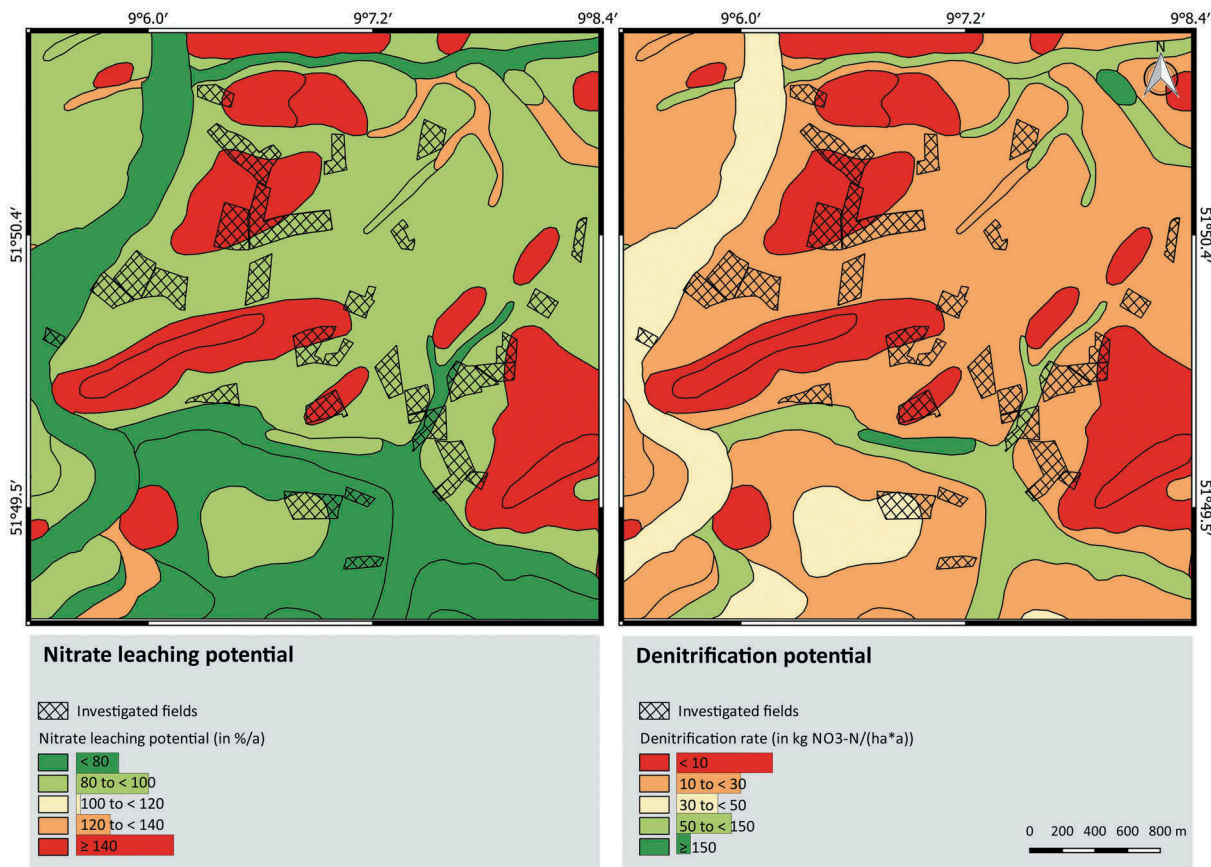 9°6.0′ 9°7.2′ 9°8.4′ 9°6.0′ 9°7.2′ 9°8.4′
N
51°50.4′ 51°50.4′
51°49.5′ 51°49.5′
Nitrate leaching potential
Investigated fields
Nitrate leaching potential (in %/a)
< 80
80 to < 100
100 to < 120
120 to < 140
≥ 140
Denitrification potential
Investigated fields
Denitrification rate (in kg NO3-N/(ha*a))
< 10
10 to < 30
30 to < 50
50 to < 150
≥ 150
0 200 400 600 800 m